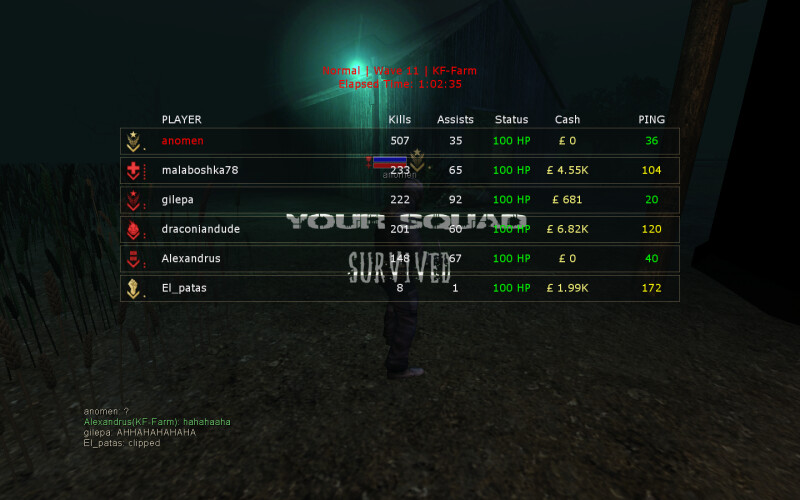 Normal | Wave 11 | KF-Farm
Elapsed Time: 1:02:35
PLAYER Kills Assists Status Cash PING
anomen 507 35 100 HP £ 0 36
malaboshka78 233 65 100 HP £ 4.55K 104
anomen
gilepa 222 92 100 HP £ 681 20
YOUR SQUAD
draconiandude 201 60 100 HP £ 6.82K 120
SURVIVED
Alexandrus 148 67 100 HP £ 0 40
El_patas 8 1 100 HP £ 1.99K 172
anomen: ?
Alexandrus(KF-Farm): hahahaaha
gilepa: AHHAHAHAHAHA
El_patas: clipped